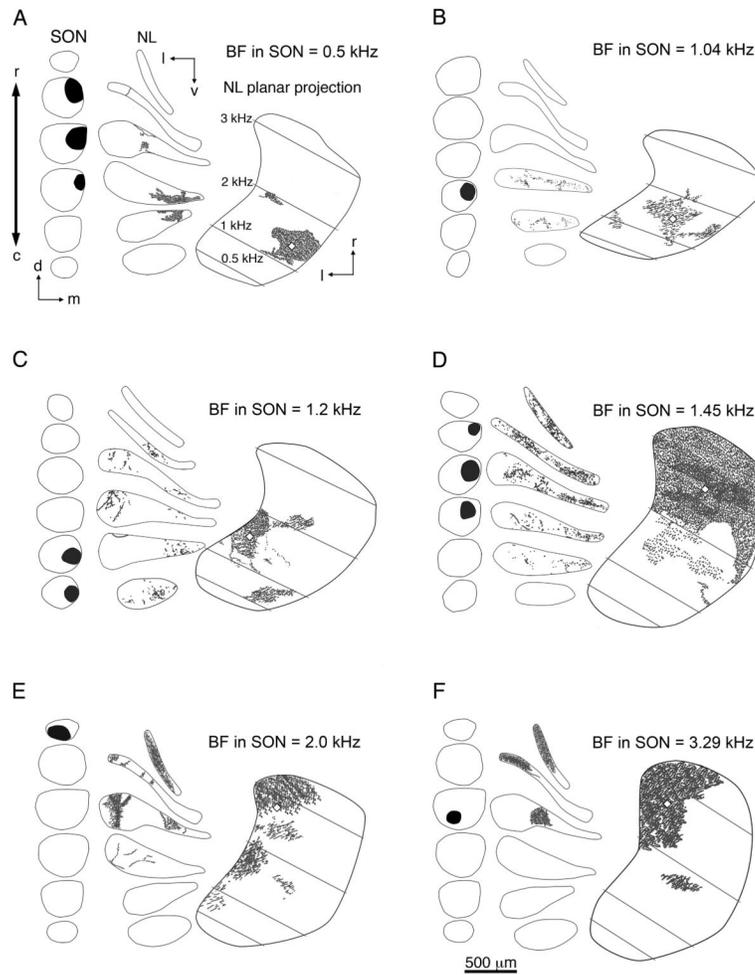 A
SON
NL
BF in SON = 0.5 kHz
l
v
r
NL planar projection
3 kHz
2 kHz
1 kHz
0.5 kHz
r
l
c
d
m
B
BF in SON = 1.04 kHz
C
BF in SON = 1.2 kHz
D
BF in SON = 1.45 kHz
E
BF in SON = 2.0 kHz
F
BF in SON = 3.29 kHz
500 µm